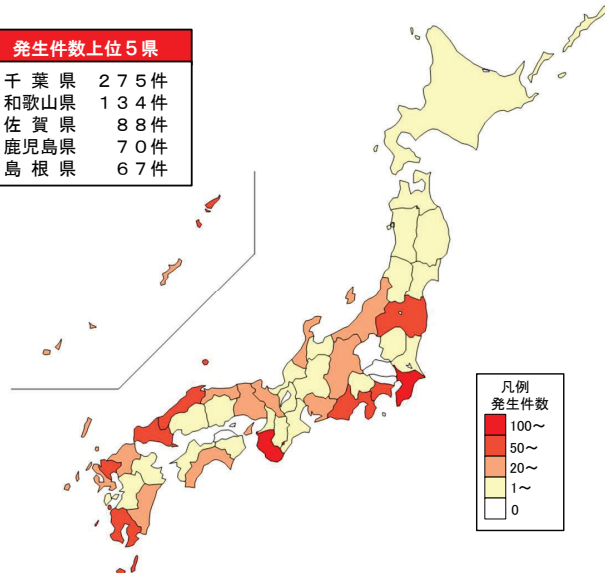 発生件数上位５県
千 葉 県 ２７５件
和歌山県 １３４件
佐 賀 県 ８８件
鹿児島県 ７０件
島 根 県 ６７件
凡例
発生件数
100～
50～
20～
1～
0